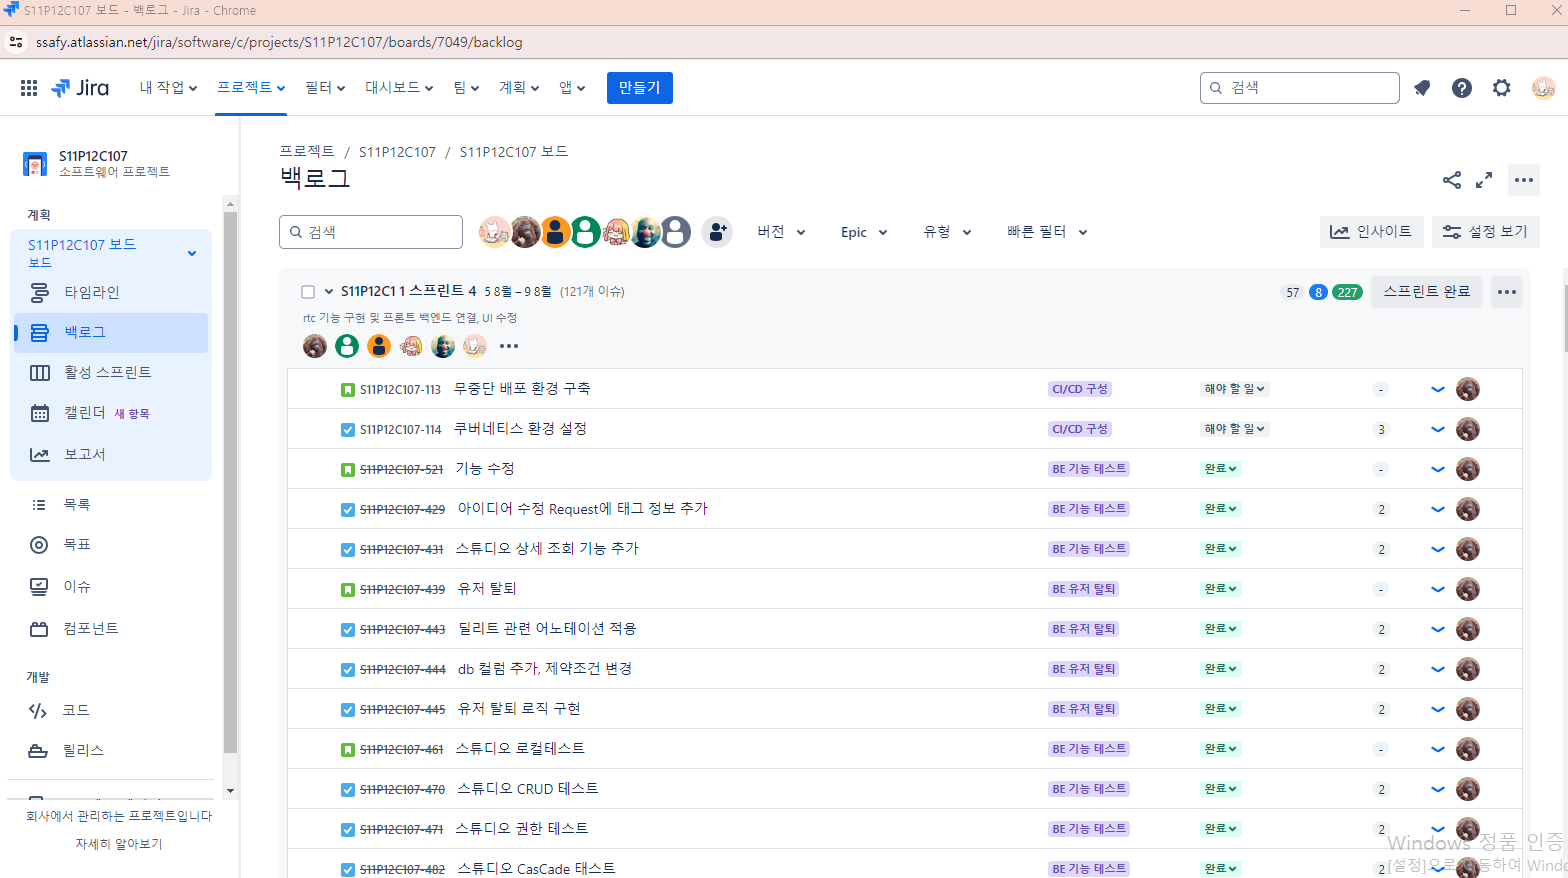 S11P12C107 보드 - 백로그 - Jira - Chrome
ssafy.atlassian.net/jira/software/c/projects/S11P12C107/boards/7049/backlog
Jira 내 작업 프로젝트 필터 대시보드 팀 계획 앱 만들기 검색
S11P12C107
소프트웨어 프로젝트
계획
S11P12C107 보드
보드
타임라인
백로그
활성 스프린트
캘린더 새 항목
보고서
목록
목표
이슈
컴포넌트
개발
코드
릴리스
회사에서 관리하는 프로젝트입니다
자세히 알아보기
프로젝트 / S11P12C107 / S11P12C107 보드
백로그
검색 버전 Epic 유형 빠른 필터 인사이트 설정 보기
S11P12C1 1 스프린트 4 5 8월 – 9 8월 (121개 이슈) 57 8 227 스프린트 완료
rtc 기능 구현 및 프론트 백엔드 연결, UI 수정
S11P12C107-113 무중단 배포 환경 구축 CI/CD 구성 해야 할 일 -
S11P12C107-114 쿠버네티스 환경 설정 CI/CD 구성 해야 할 일 3
S11P12C107-521 기능 수정 BE 기능 테스트 완료 -
S11P12C107-429 아이디어 수정 Request에 태그 정보 추가 BE 기능 테스트 완료 2
S11P12C107-431 스튜디오 상세 조회 기능 추가 BE 기능 테스트 완료 2
S11P12C107-439 유저 탈퇴 BE 유저 탈퇴 완료 -
S11P12C107-443 딜리트 관련 어노테이션 적용 BE 유저 탈퇴 완료 2
S11P12C107-444 db 컬럼 추가, 제약조건 변경 BE 유저 탈퇴 완료 2
S11P12C107-445 유저 탈퇴 로직 구현 BE 유저 탈퇴 완료 2
S11P12C107-461 스튜디오 로컬테스트 BE 기능 테스트 완료 -
S11P12C107-470 스튜디오 CRUD 테스트 BE 기능 테스트 완료 2
S11P12C107-471 스튜디오 권한 테스트 BE 기능 테스트 완료 2
S11P12C107-482 스튜디오 CasCade 태스트 BE 기능 테스트 완료 2
Windows 정품 인증
[설정]으로